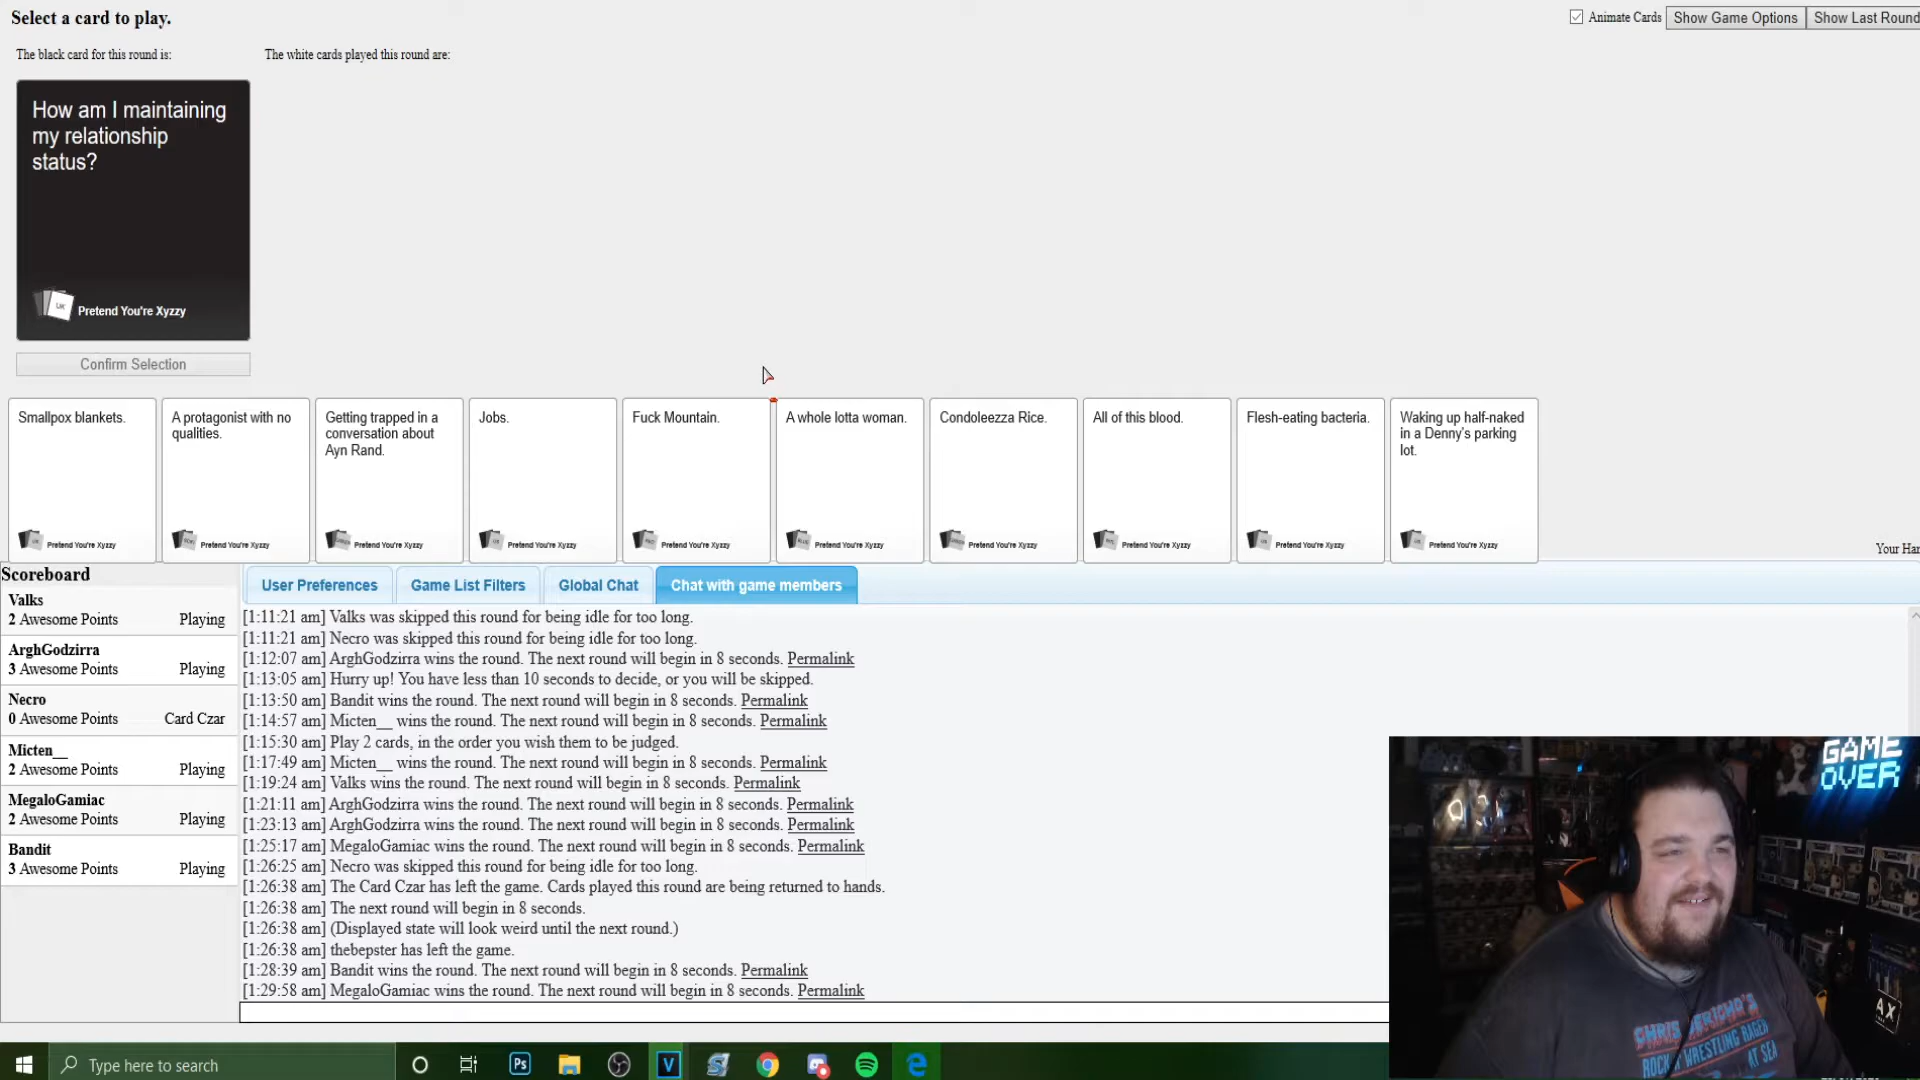 Select a card to play.
Animate Cards
Show Game Options
Show Last Round
The black card for this round is:
The white cards played this round are:
How am I maintaining
my relationship
status?
UK
Pretend You're Xyzzy
Confirm Selection
Smallpox blankets.
Pretend You're Xyzzy
A protagonist with no
qualities.
Pretend You're Xyzzy
Getting trapped in a
conversation about
Ayn Rand.
Pretend You're Xyzzy
Jobs.
Pretend You're Xyzzy
Fuck Mountain.
Pretend You're Xyzzy
A whole lotta woman.
Pretend You're Xyzzy
Condoleezza Rice.
Pretend You're Xyzzy
All of this blood.
Pretend You're Xyzzy
Flesh-eating bacteria.
Pretend You're Xyzzy
Waking up half-naked
in a Denny's parking
lot.
Pretend You're Xyzzy
Your Han
Scoreboard
Valks
2 Awesome Points Playing
ArghGodzirra
3 Awesome Points Playing
Necro
0 Awesome Points Card Czar
Micten__
2 Awesome Points Playing
MegaloGamiac
2 Awesome Points Playing
Bandit
3 Awesome Points Playing
User Preferences
Game List Filters
Global Chat
Chat with game members
[1:11:21 am] Valks was skipped this round for being idle for too long.
[1:11:21 am] Necro was skipped this round for being idle for too long.
[1:12:07 am] ArghGodzirra wins the round. The next round will begin in 8 seconds. Permalink
[1:13:05 am] Hurry up! You have less than 10 seconds to decide, or you will be skipped.
[1:13:50 am] Bandit wins the round. The next round will begin in 8 seconds. Permalink
[1:14:57 am] Micten__ wins the round. The next round will begin in 8 seconds. Permalink
[1:15:30 am] Play 2 cards, in the order you wish them to be judged.
[1:17:49 am] Micten__ wins the round. The next round will begin in 8 seconds. Permalink
[1:19:24 am] Valks wins the round. The next round will begin in 8 seconds. Permalink
[1:21:11 am] ArghGodzirra wins the round. The next round will begin in 8 seconds. Permalink
[1:23:13 am] ArghGodzirra wins the round. The next round will begin in 8 seconds. Permalink
[1:25:17 am] MegaloGamiac wins the round. The next round will begin in 8 seconds. Permalink
[1:26:25 am] Necro was skipped this round for being idle for too long.
[1:26:38 am] The Card Czar has left the game. Cards played this round are being returned to hands.
[1:26:38 am] The next round will begin in 8 seconds.
[1:26:38 am] (Displayed state will look weird until the next round.)
[1:26:38 am] thebepster has left the game.
[1:28:39 am] Bandit wins the round. The next round will begin in 8 seconds. Permalink
[1:29:58 am] MegaloGamiac wins the round. The next round will begin in 8 seconds. Permalink
GAME
OVER
CHRIS JERICHO'S
ROCK N WRESTLING RAGER
AT SEA
AX
Type here to search
Ps
V